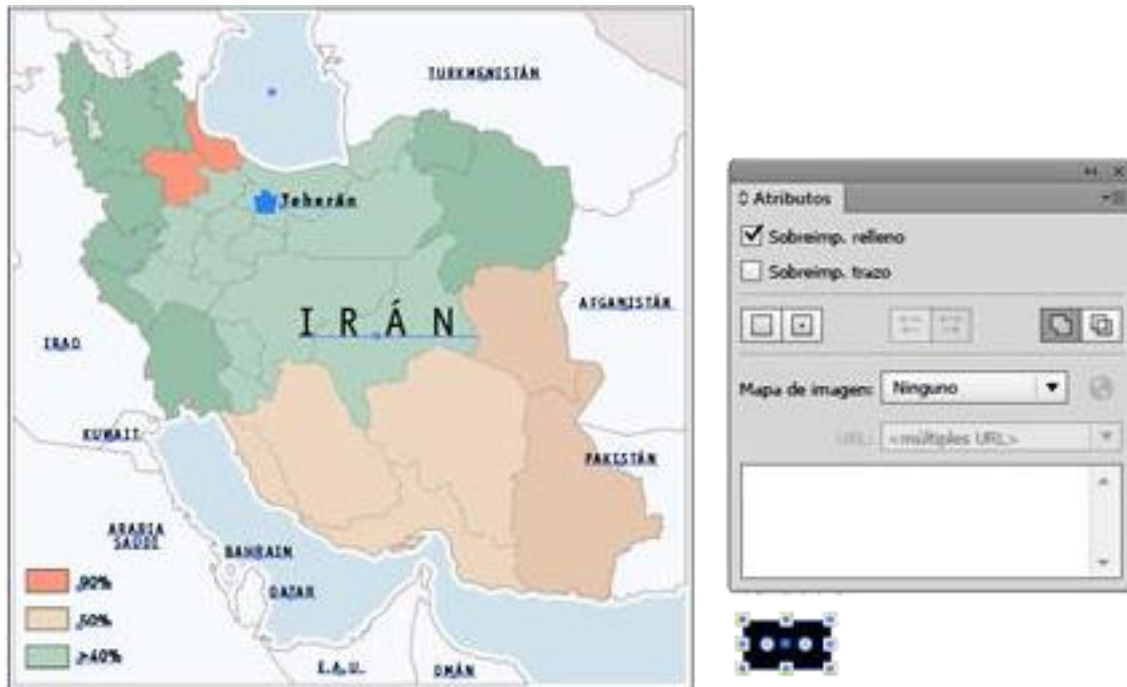 TURKMENISTÁN
Teherán
IRÁN
AFGANISTÁN
IRAQ
KUWAIT
PAKISTÁN
ARABIA
SAUDÍ
BAHRAIN
QATAR
E.A.U.
OMÁN
90%
50%
>40%
Atributos
Sobreimp. relleno
Sobreimp. trazo
Mapa de imagen: Ninguno
URL: <múltiples URL>